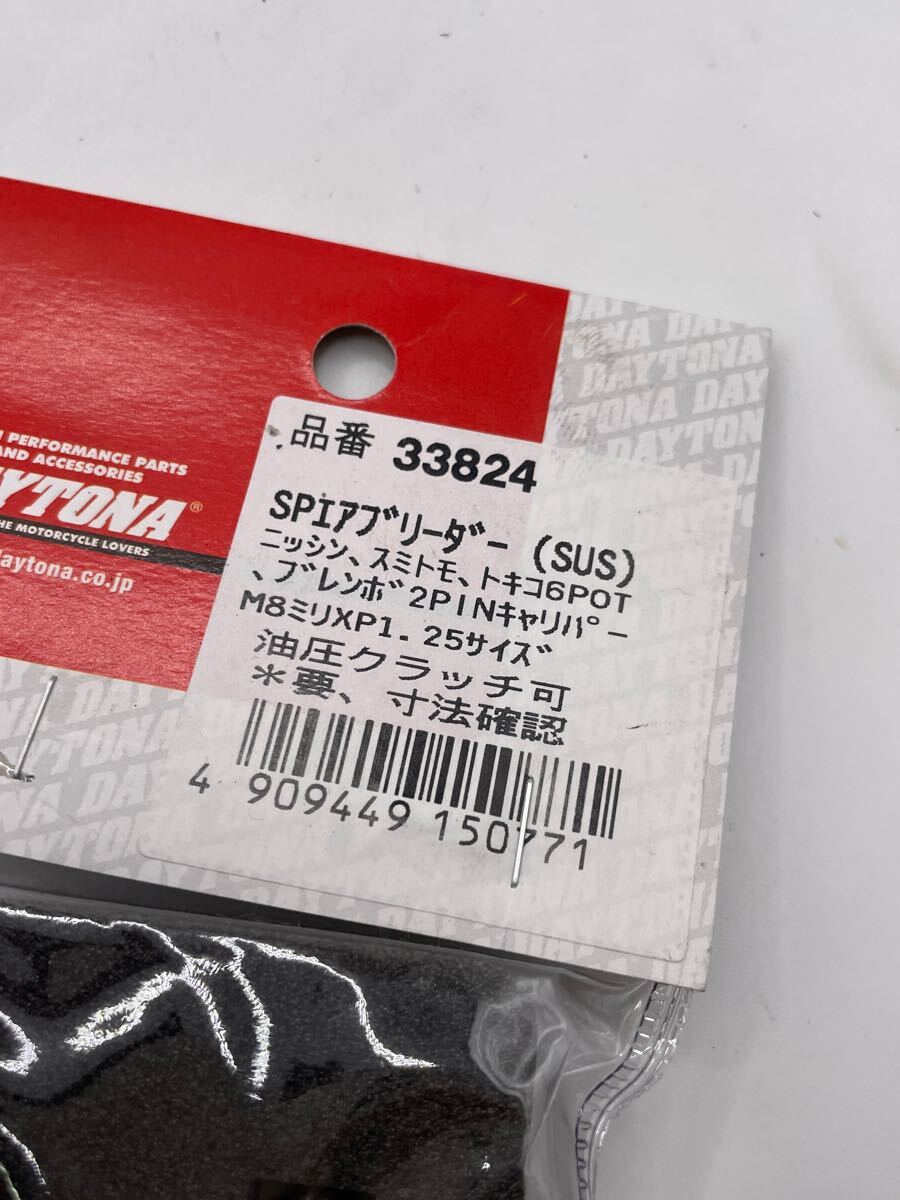 PERFORMANCE PARTS
AND ACCESSORIES
DAYTONA®
THE MOTORCYCLE LOVERS
daytona.co.jp
品番 33824
SPIアブリーダー (SUS)
ニッシン、スミトモ、トキコ6POT
、ブレンボ2PINキャリパー
M8ミリXP1.25サイズ
油圧クラッチ可
*要、寸法確認
4 909449 150771
DAYTONA DAYTONA